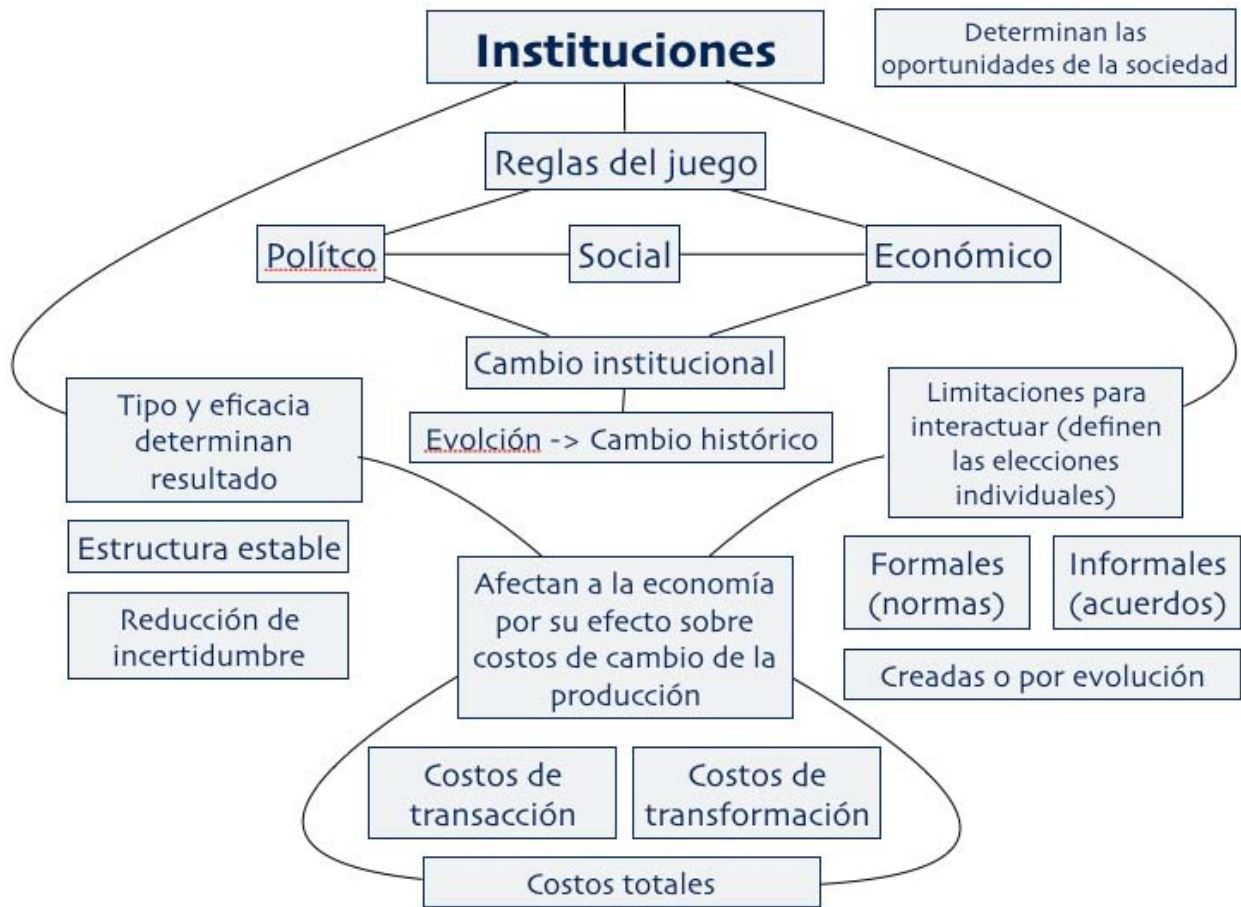 Instituciones
Determinan las
oportunidades de la sociedad
Reglas del juego
Polítco
Social
Económico
Cambio institucional
Evolción -> Cambio histórico
Tipo y eficacia
determinan
resultado
Estructura estable
Reducción de
incertidumbre
Limitaciones para
interactuar (definen
las elecciones
individuales)
Formales
(normas)
Informales
(acuerdos)
Creadas o por evolución
Afectan a la economía
por su efecto sobre
costos de cambio de la
producción
Costos de
transacción
Costos de
transformación
Costos totales